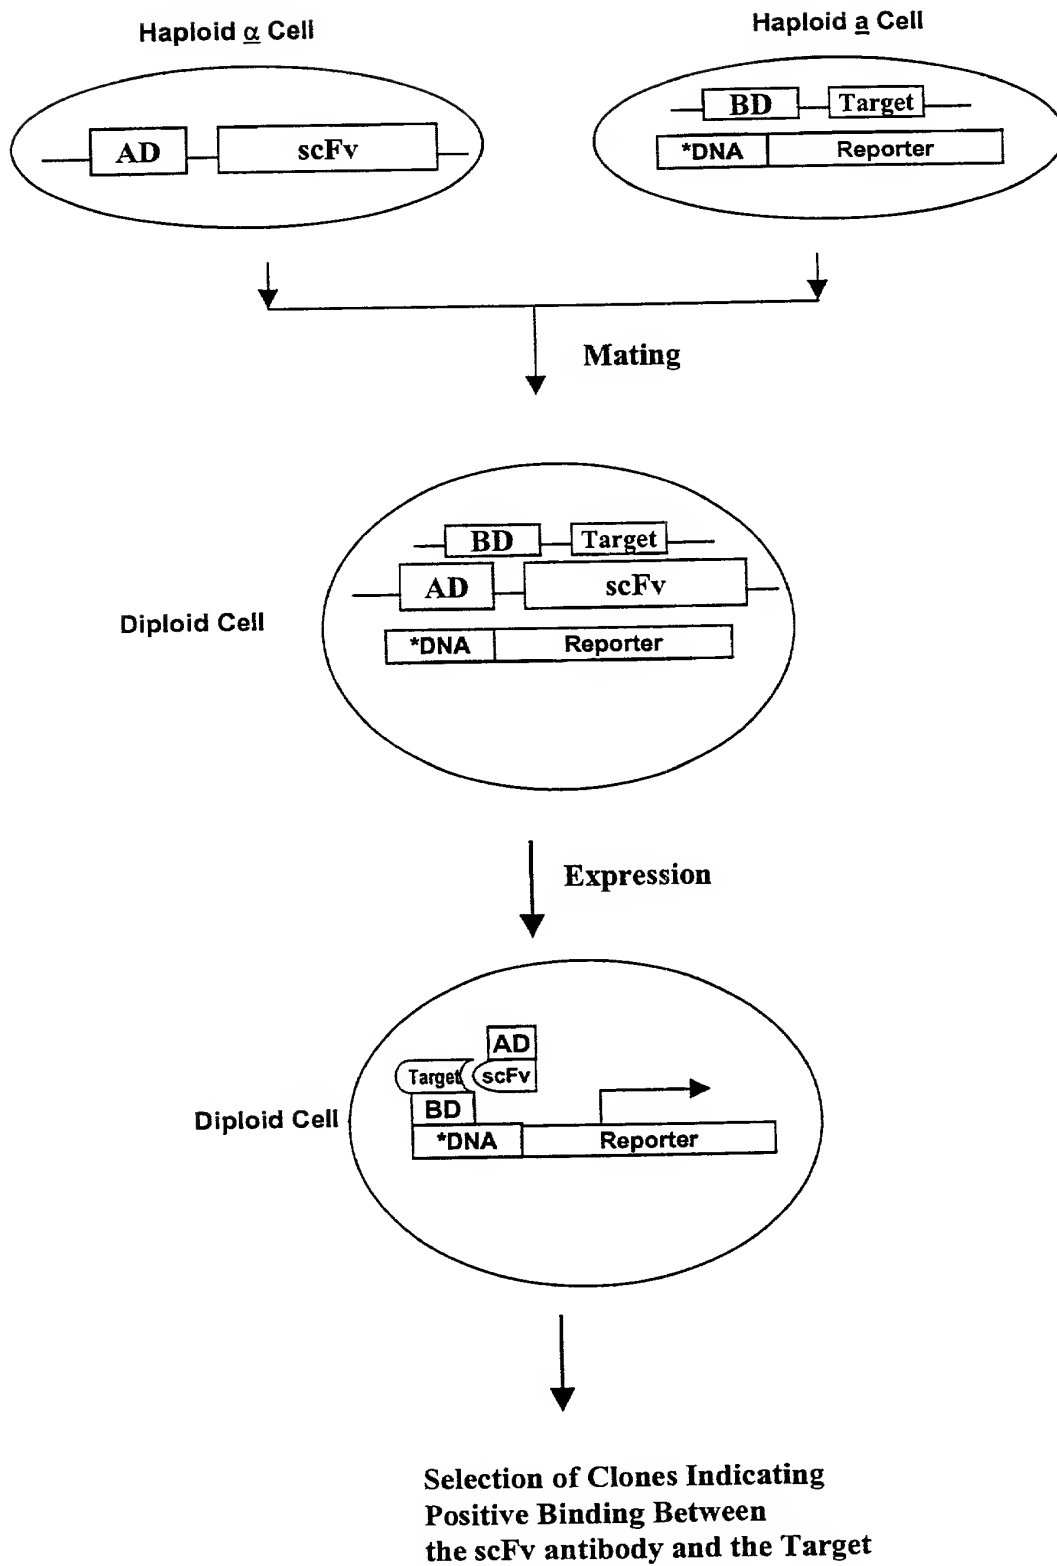 Haploid α Cell
Haploid a Cell
AD
scFv
BD
Target
*DNA
Reporter
Mating
BD
Target
AD
scFv
*DNA
Reporter
Diploid Cell
Expression
AD
Target
scFv
BD
*DNA
Reporter
Diploid Cell
Selection of Clones Indicating
Positive Binding Between
the scFv antibody and the Target